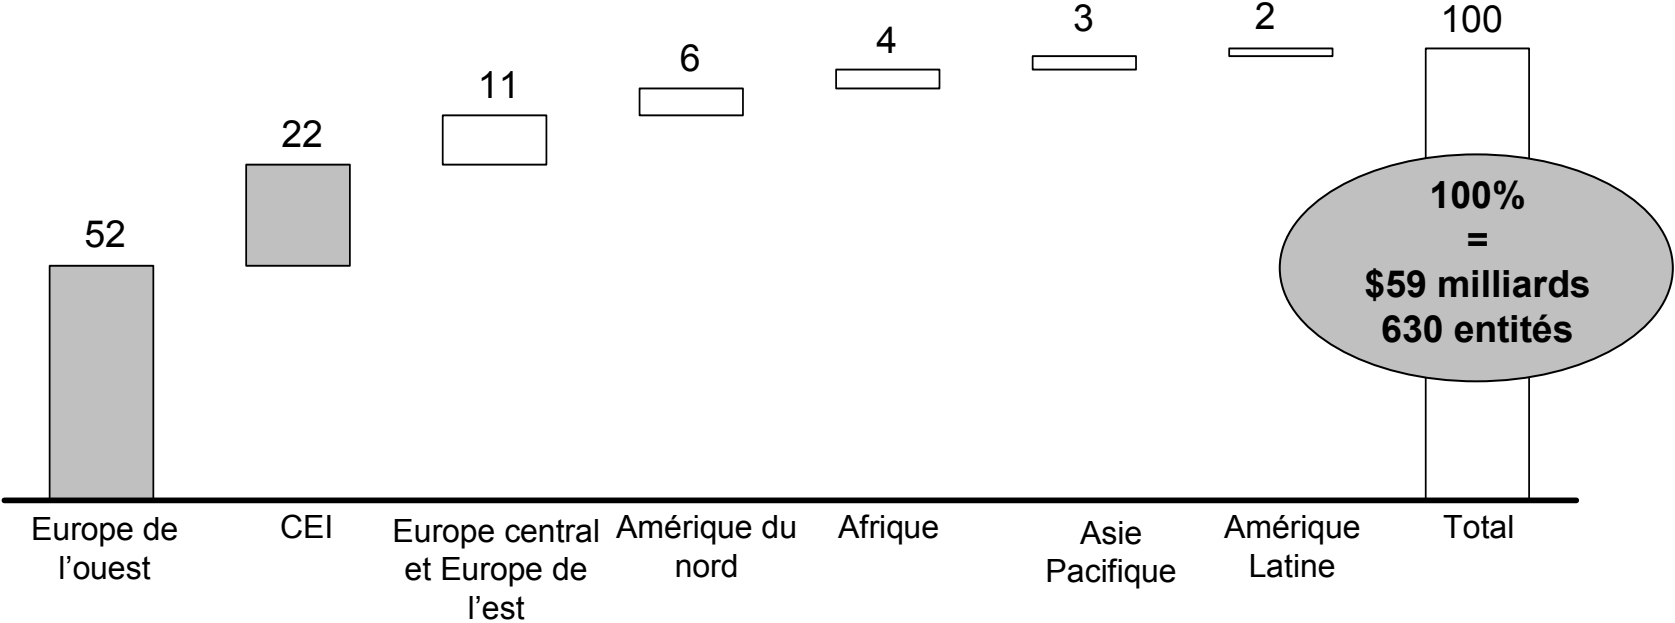 52
22
11
6
4
3
2
100
100%
=
$59 milliards
630 entités
Europe de
l’ouest
CEI
Europe central
et Europe de
l’est
Amérique du
nord
Afrique
Asie
Pacifique
Amérique
Latine
Total